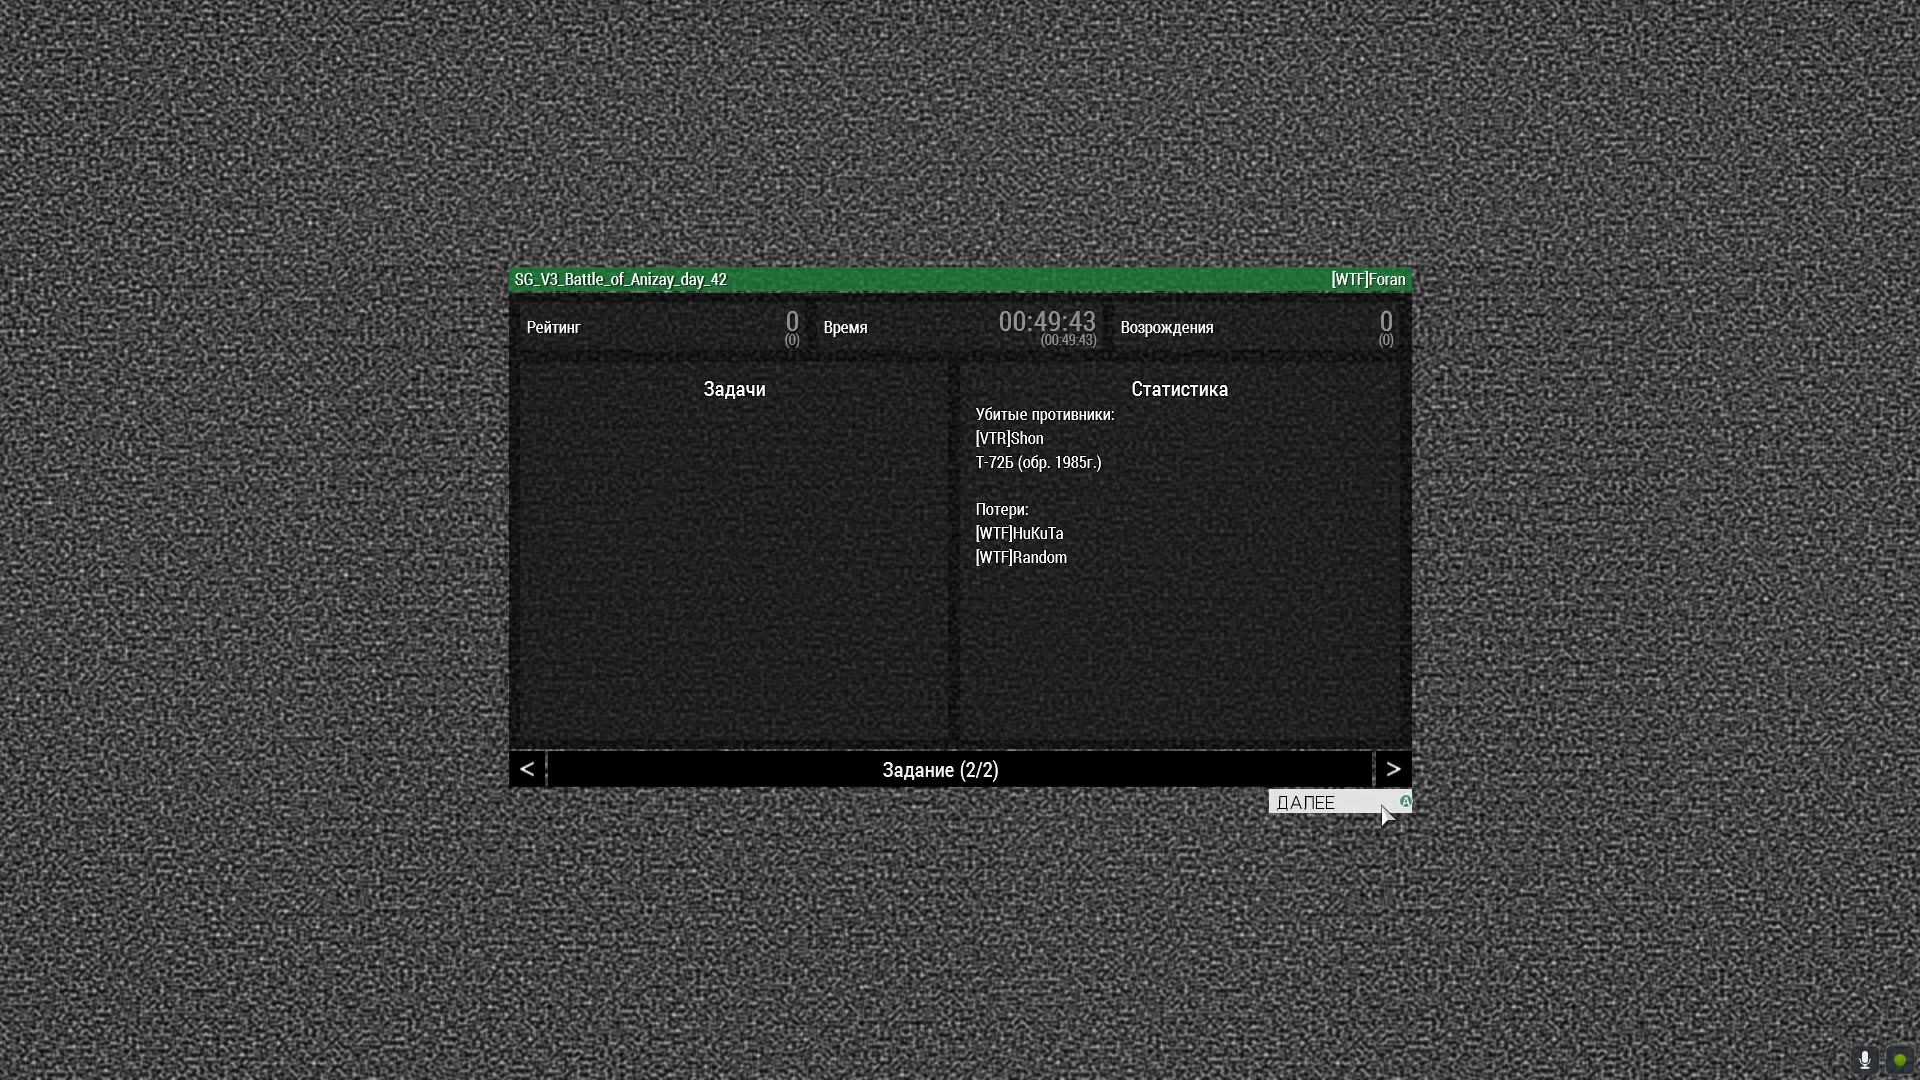 SG_V3_Battle_of_Anizay_day_42 [WTF]Foran
Рейтинг 0 (0) Время 00:49:43 (00:49:43) Возрождения 0 (0)
Задачи
Статистика
Убитые противники:
[VTR]Shon
Т-72Б (обр. 1985г.)
Потери:
[WTF]HuKuTa
[WTF]Random
< Задание (2/2) >
ДАЛЕЕ A